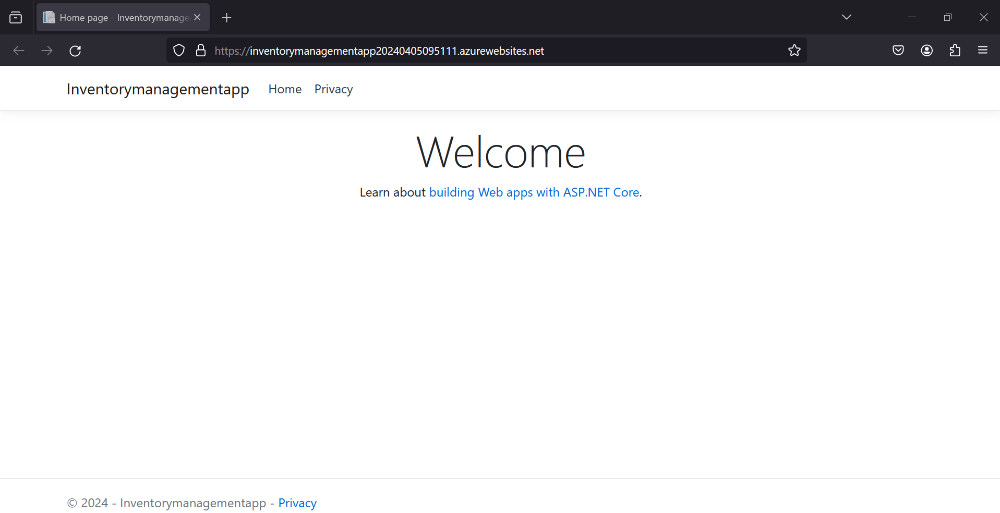 Home page - Inventorymanage
https://inventorymanagementapp20240405095111.azurewebsites.net
Inventorymanagementapp Home Privacy
Welcome
Learn about building Web apps with ASP.NET Core.
© 2024 - Inventorymanagementapp - Privacy